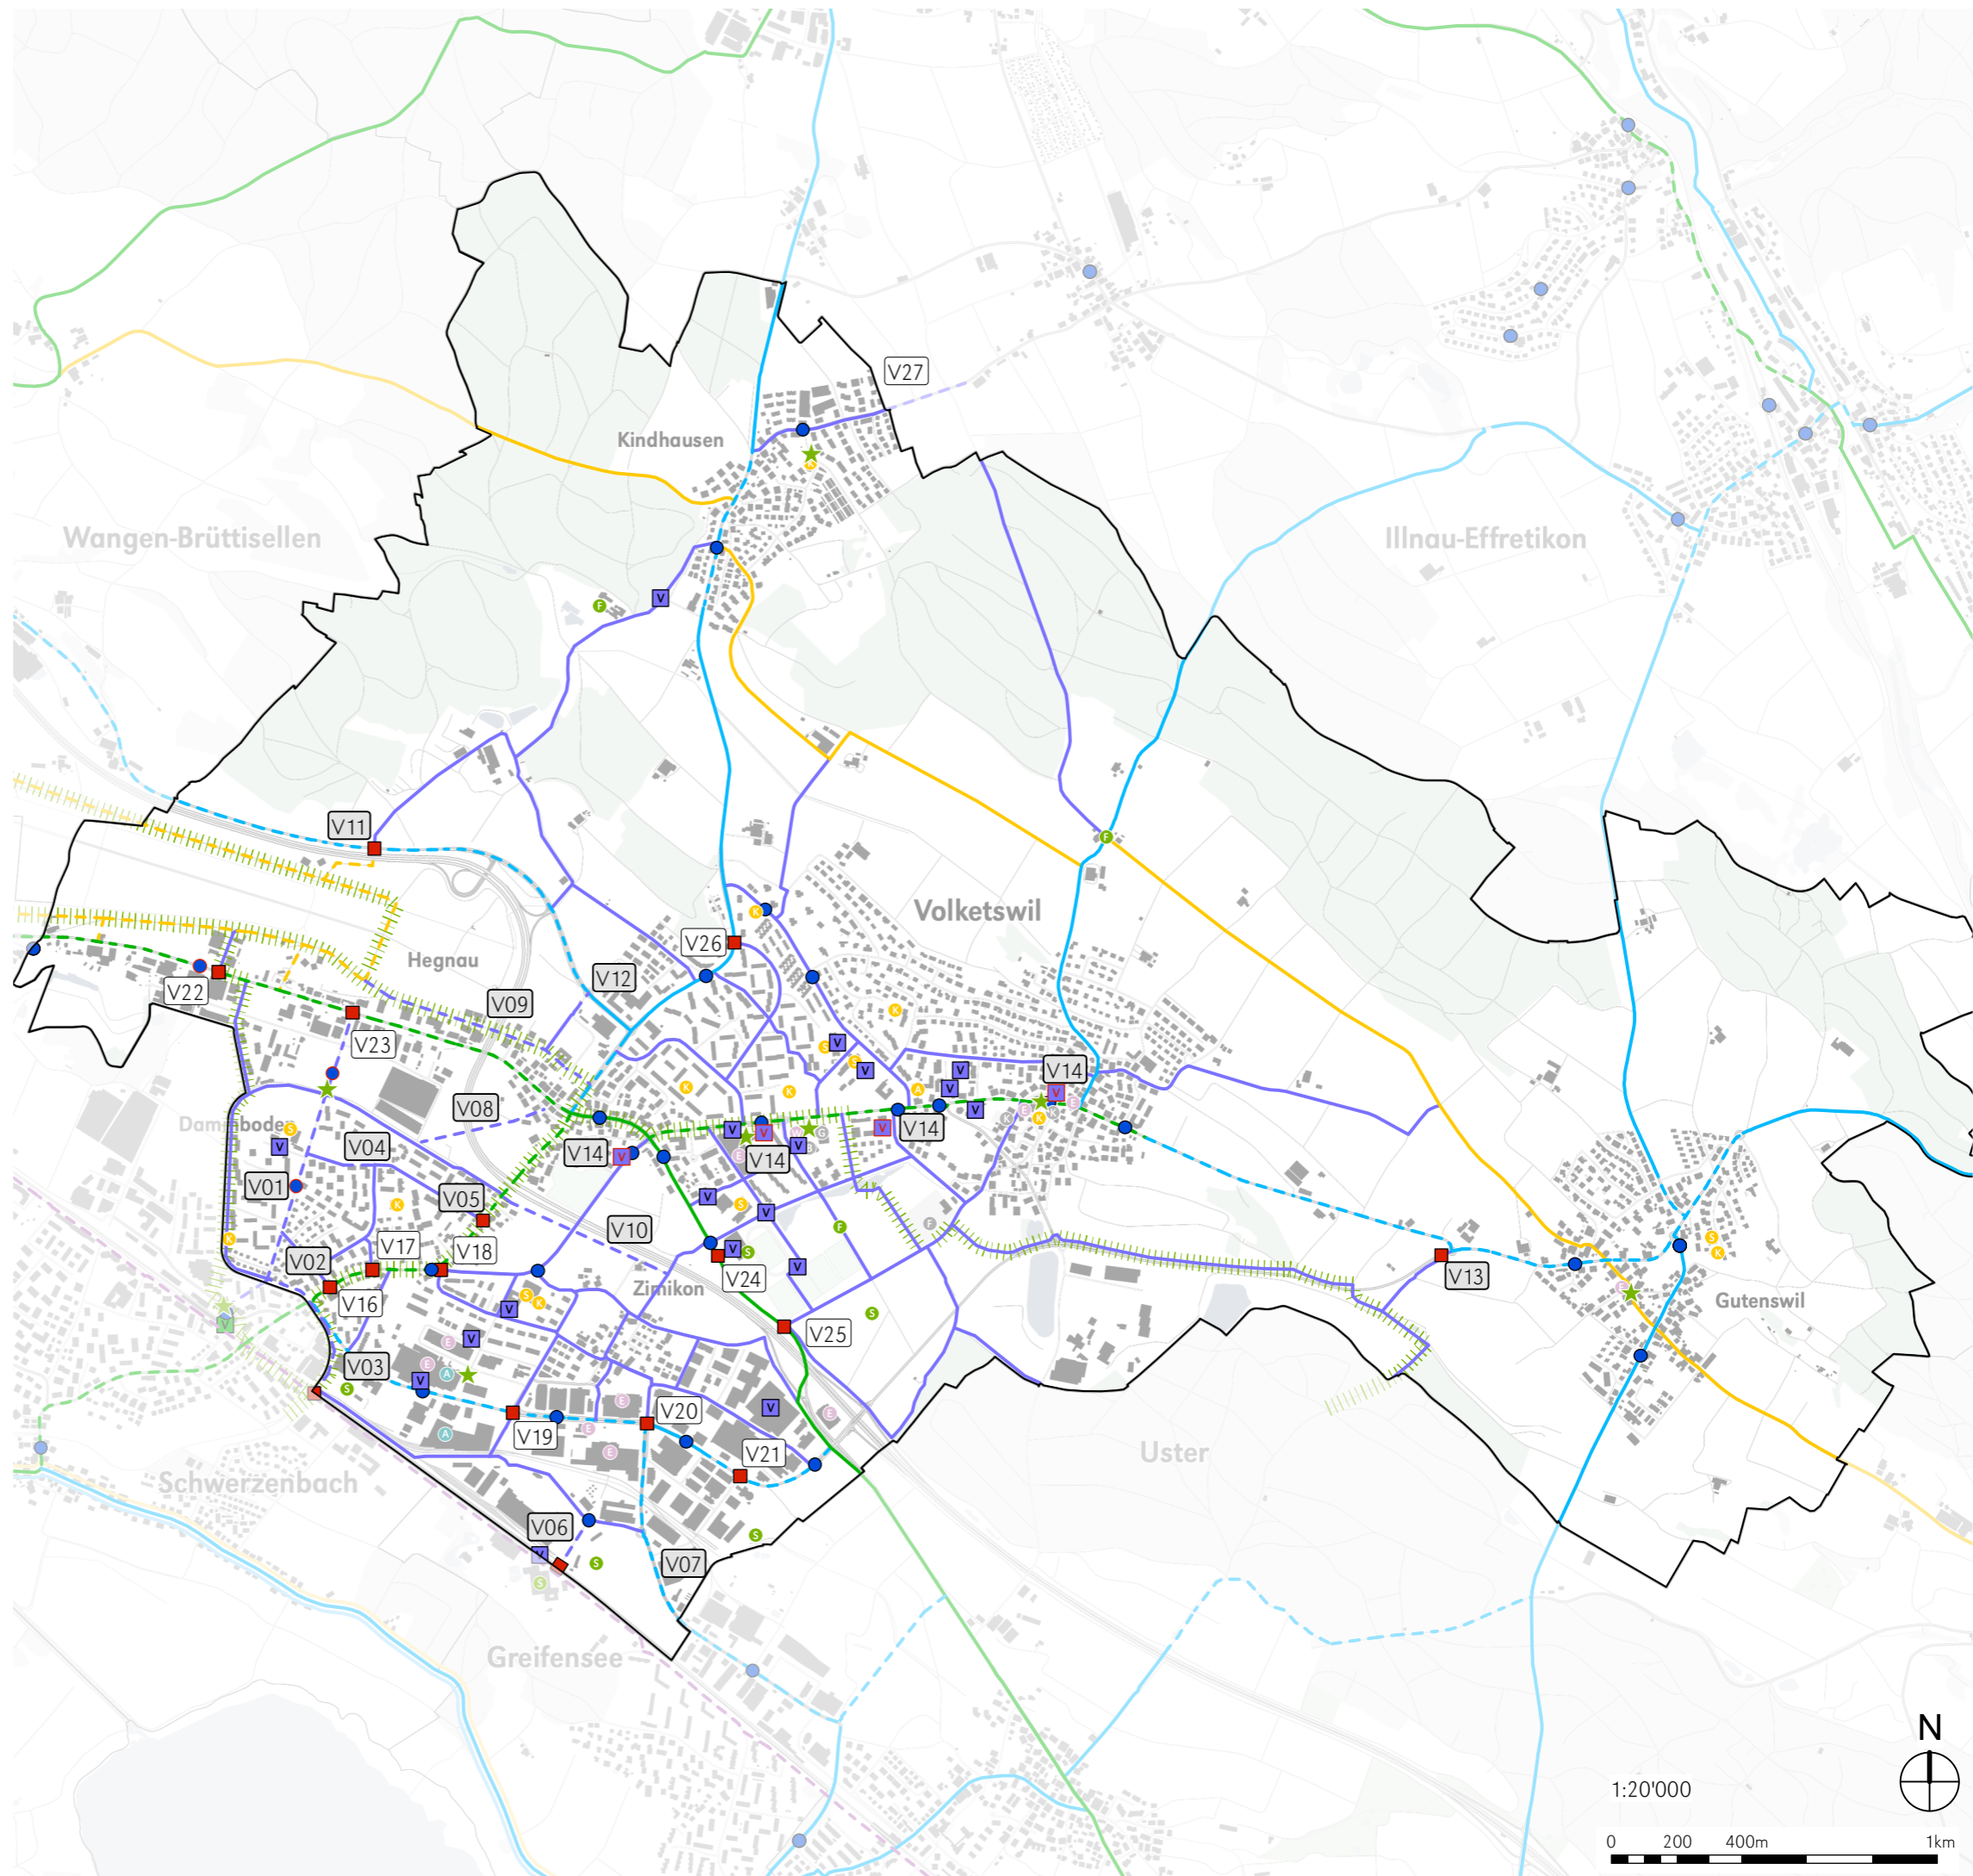 V27
Kindhausen
Wangen-Brüttisellen
Illnau-Effretikon
F
V
K
V11
F
Volketswil
K
V26
Hegnau
V12
V22
V09
K
V23
V14
V08
V14
V14
V14
V04
V01
V05
V10
V17
V18
V02
V16
Zimikon
V24
V13
Gutenswil
V25
V03
V20
V19
V21
Uster
Schwerzenbach
V06
V07
Greifensee
N
1:20'000
0 200 400m 1km